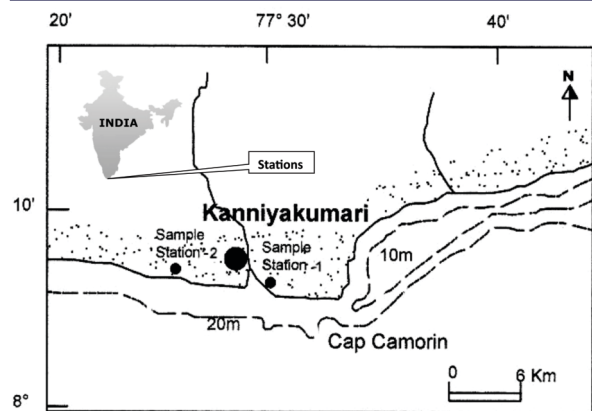 20' 77° 30' 40'
N
INDIA
Stations
10'
Kanniyakumari
Sample
Station -2
Sample
Station -1
10m
20m
Cap Camorin
0 6 Km
8°